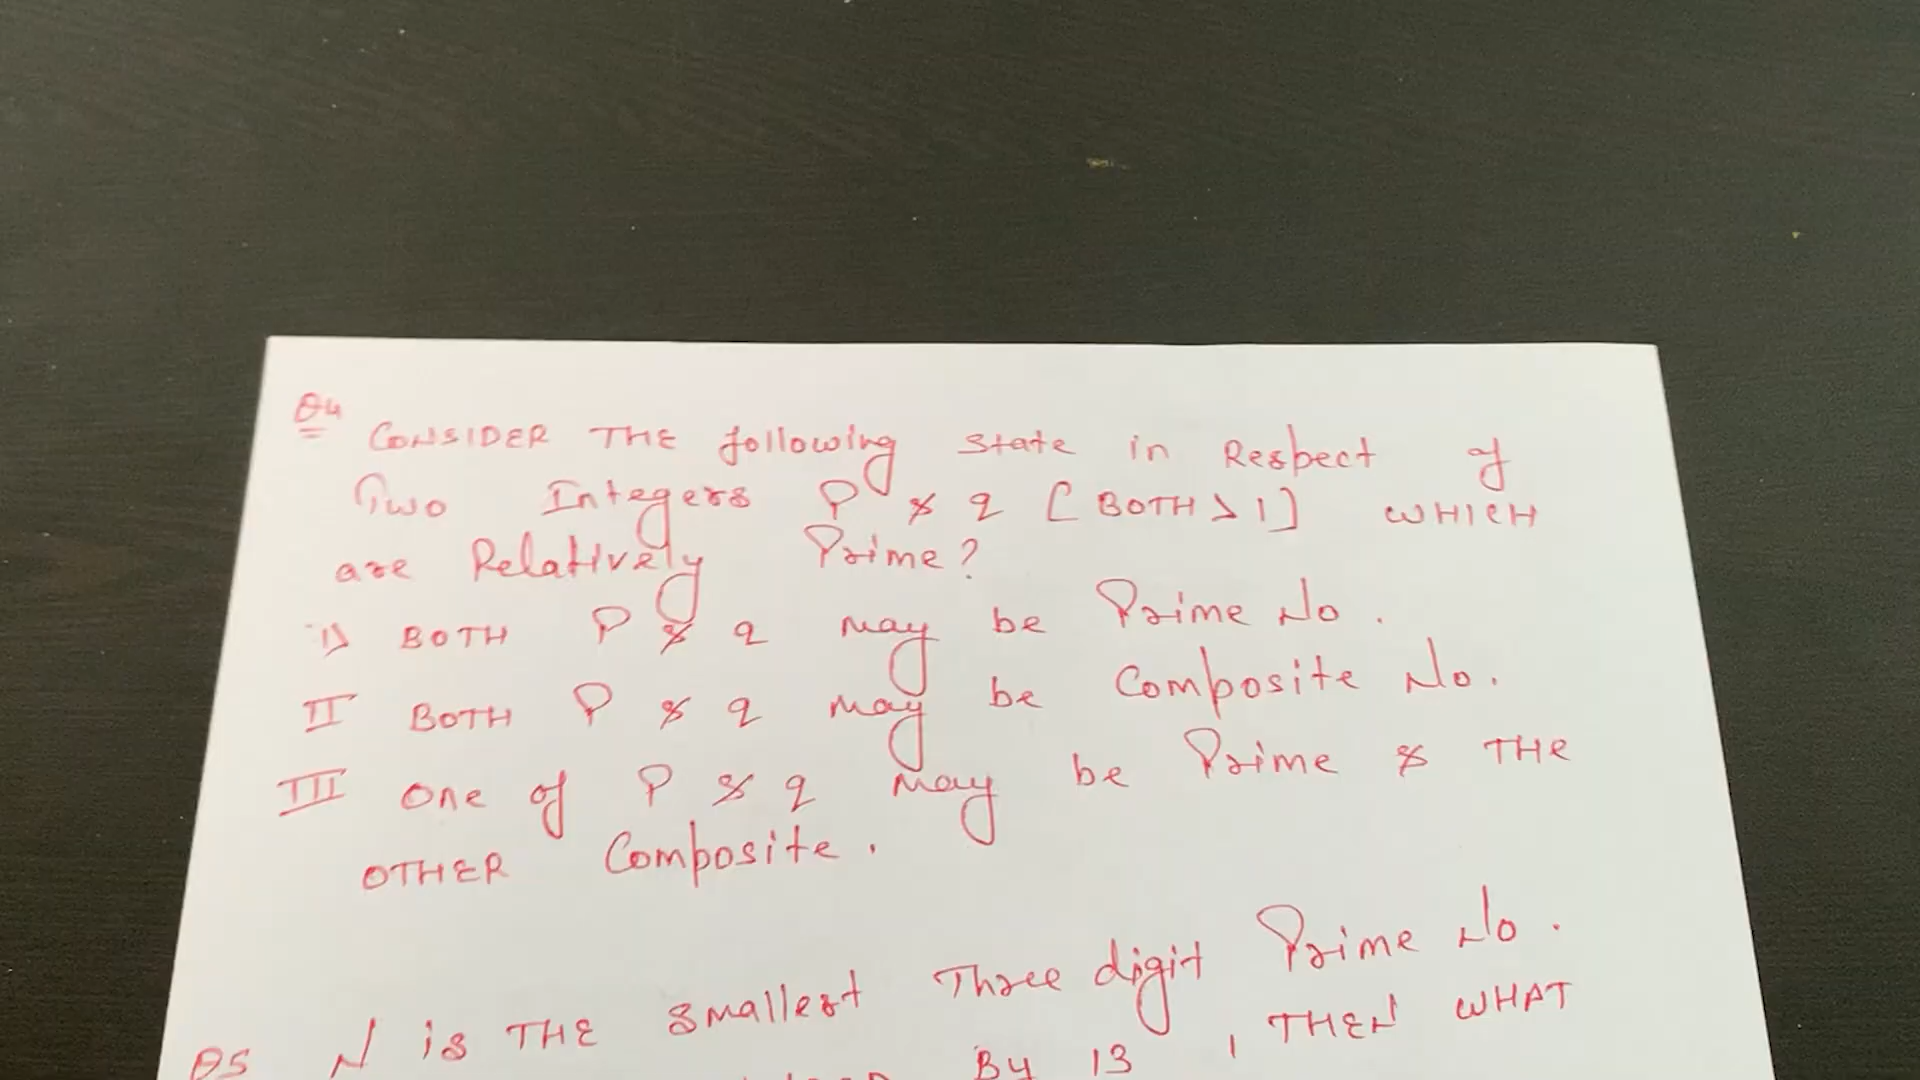 Q4 CONSIDER THE following state in Respect of
Two Integers P & q [BOTH > 1] WHICH
are Relatively Prime?
I) BOTH P & q may be Prime No.
II BOTH P & q may be Composite No.
III One of P & q may be Prime & THE
OTHER Composite.
Q5 N is THE smallest Three digit Prime No.
By 13, THEN WHAT